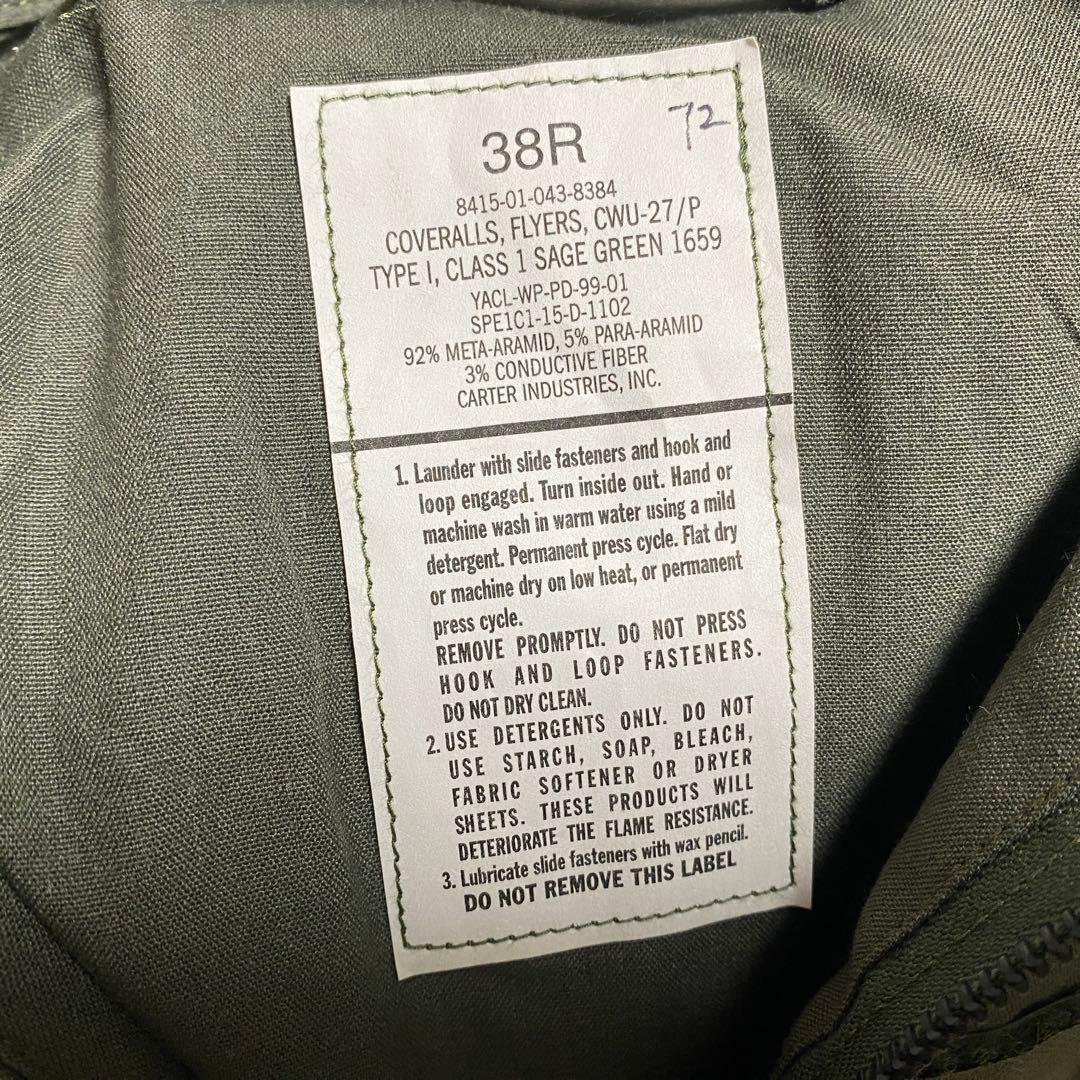 38R
72
8415-01-043-8384
COVERALLS, FLYERS, CWU-27/P
TYPE I, CLASS 1 SAGE GREEN 1659
YACL-WP-PD-99-01
SPE1C1-15-D-1102
92% META-ARAMID, 5% PARA-ARAMID
3% CONDUCTIVE FIBER
CARTER INDUSTRIES, INC.
1. Launder with slide fasteners and hook and
loop engaged. Turn inside out. Hand or
machine wash in warm water using a mild
detergent. Permanent press cycle. Flat dry
or machine dry on low heat, or permanent
press cycle.
REMOVE PROMPTLY. DO NOT PRESS
HOOK AND LOOP FASTENERS.
DO NOT DRY CLEAN.
2. USE DETERGENTS ONLY. DO NOT
USE STARCH, SOAP, BLEACH,
FABRIC SOFTENER OR DRYER
SHEETS. THESE PRODUCTS WILL
DETERIORATE THE FLAME RESISTANCE.
3. Lubricate slide fasteners with wax pencil.
DO NOT REMOVE THIS LABEL